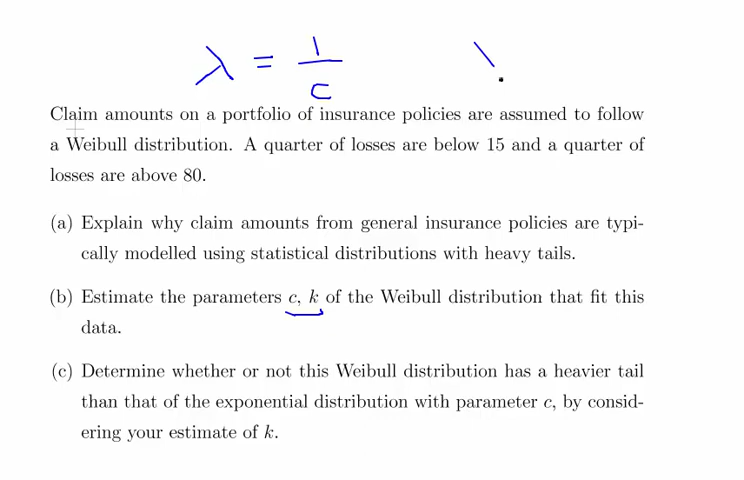 λ = 1/c
Claim amounts on a portfolio of insurance policies are assumed to follow
a Weibull distribution. A quarter of losses are below 15 and a quarter of
losses are above 80.
(a) Explain why claim amounts from general insurance policies are typi-
cally modelled using statistical distributions with heavy tails.
(b) Estimate the parameters c, k of the Weibull distribution that fit this
data.
(c) Determine whether or not this Weibull distribution has a heavier tail
than that of the exponential distribution with parameter c, by consid-
ering your estimate of k.